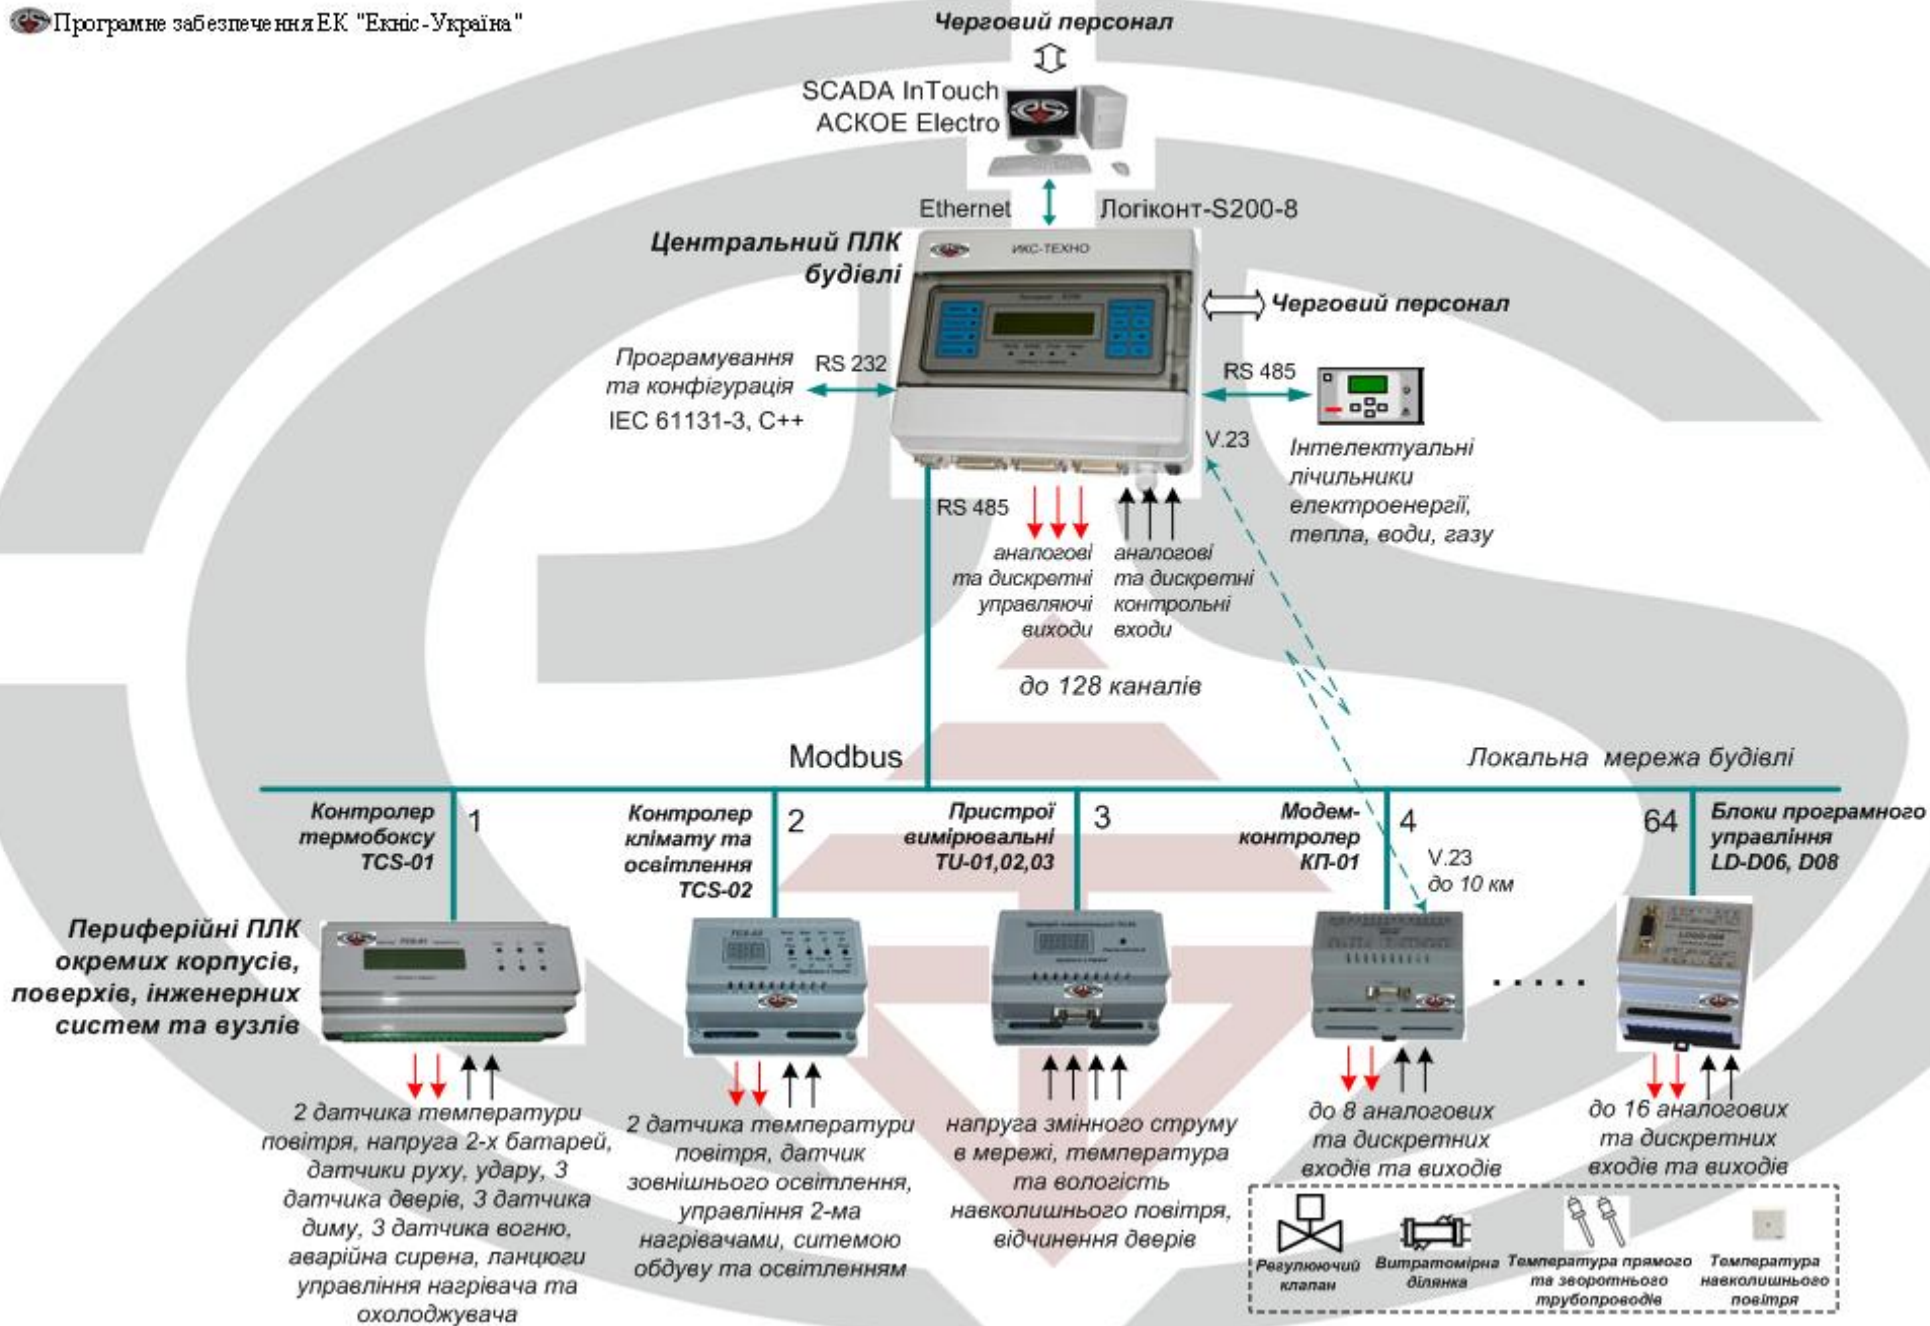 Програмне забезпечення ЕК "Екніс-Україна"
Черговий персонал
SCADA InTouch
АСКОЕ Electro
Ethernet
Логіконт-S200-8
Центральний ПЛК
будівлі
ИКС-ТЕХНО
Черговий персонал
Програмування
та конфігурація
IEC 61131-3, C++
RS 232
RS 485
V.23
Інтелектуальні
лічильники
електроенергії,
тепла, води, газу
RS 485
аналогові
та дискретні
управляючі
виходи
аналогові
та дискретні
контрольні
входи
до 128 каналів
Modbus
Локальна мережа будівлі
Контролер
термобоксу
TCS-01
1
Контролер
клімату та
освітлення
TCS-02
2
Пристрої
вимірювальні
TU-01,02,03
3
Модем-
контролер
КП-01
4
V.23
до 10 км
64
Блоки програмного
управління
LD-D06, D08
Периферійні ПЛК
окремих корпусів,
поверхів, інженерних
систем та вузлів
.....
2 датчика температури
повітря, напруга 2-х батарей,
датчики руху, удару, 3
датчика дверів, 3 датчика
диму, 3 датчика вогню,
аварійна сирена, ланцюги
управління нагрівача та
охолоджувача
2 датчика температури
повітря, датчик
зовнішнього освітлення,
управління 2-ма
нагрівачами, ситемою
обдуву та освітленням
напруга змінного струму
в мережі, температура
та вологість
навколишнього повітря,
відчинення дверів
до 8 аналогових
та дискретних
входів та виходів
до 16 аналогових
та дискретних
входів та виходів
Регулюючий
клапан
Витратомірна
ділянка
Температура прямого
та зворотнього
трубопроводів
Температура
навколишнього
повітря